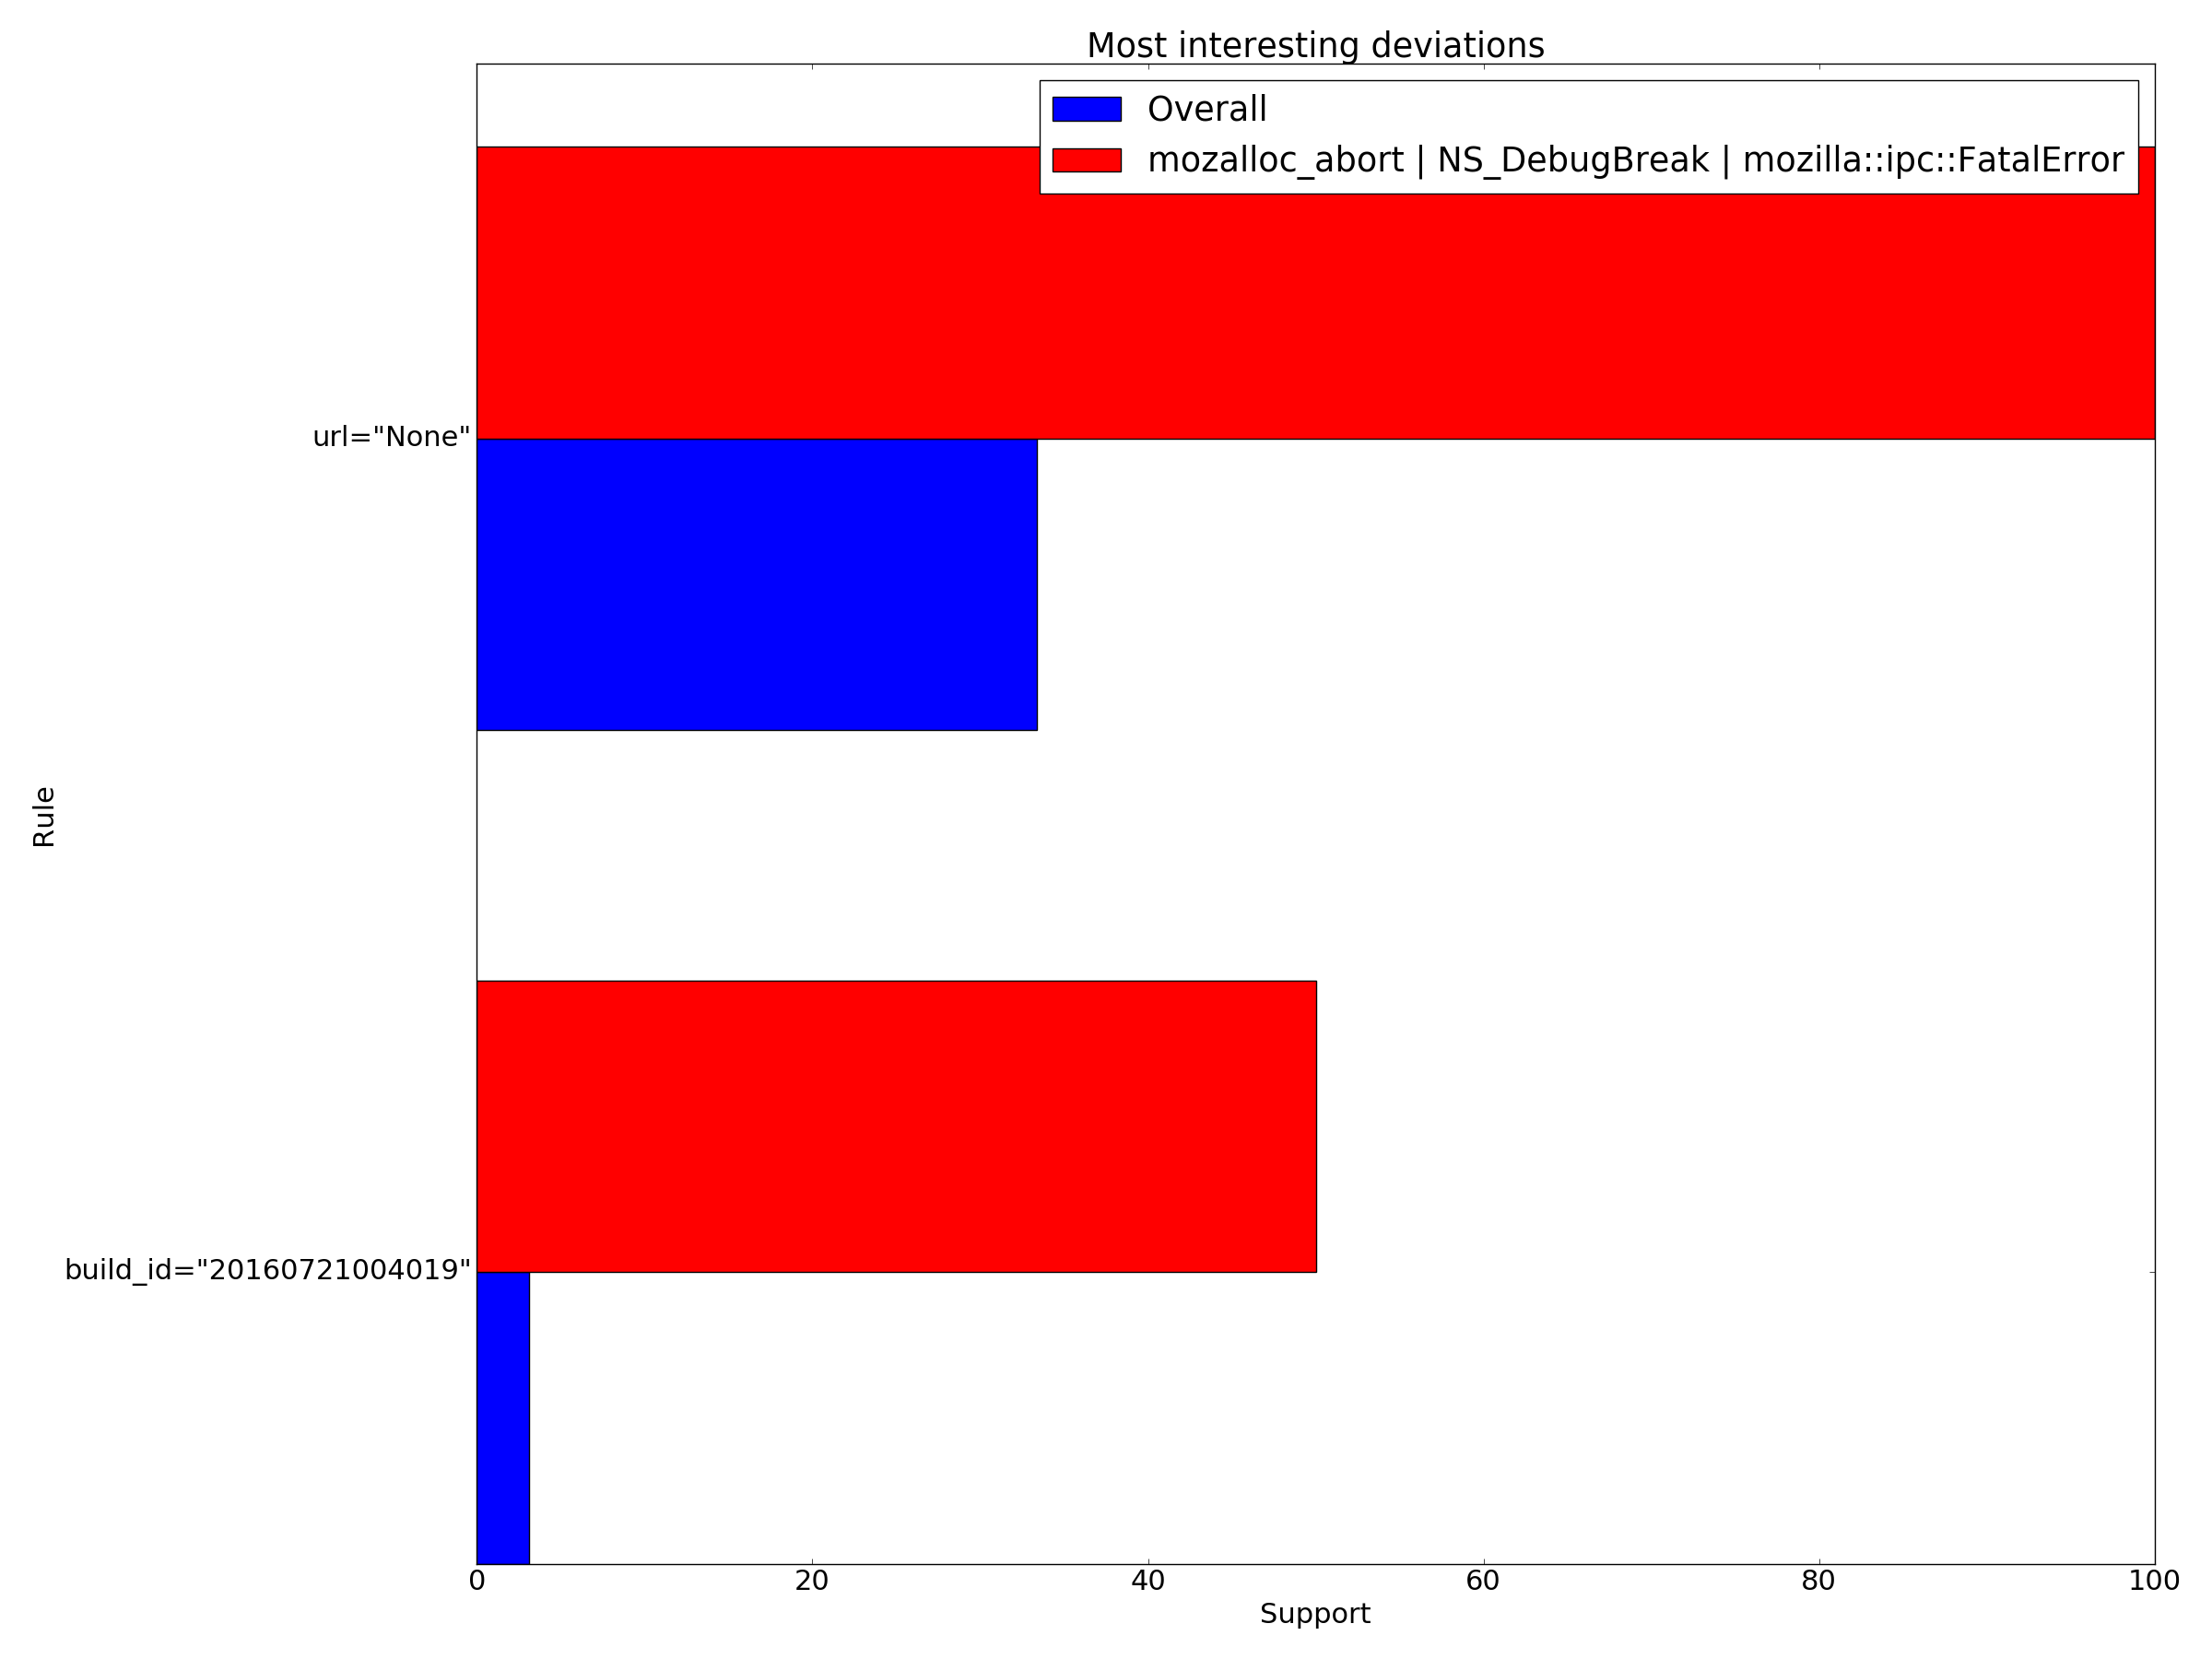 Most interesting deviations
Overall
mozalloc_abort | NS_DebugBreak | mozilla::ipc::FatalError
url="None"
Rule
build_id="20160721004019"
0 20 40 60 80 100
Support